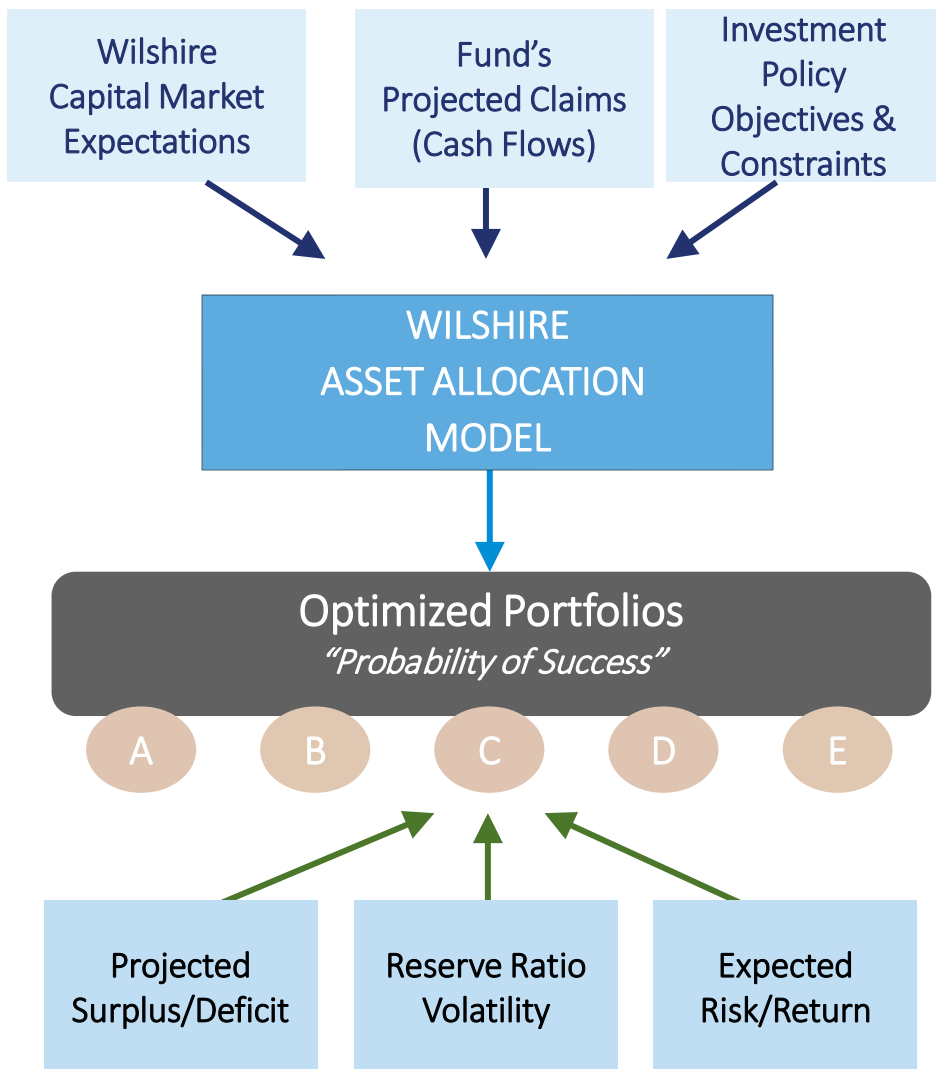 Wilshire
Capital Market
Expectations
Fund’s
Projected Claims
(Cash Flows)
Investment
Policy
Objectives &
Constraints
WILSHIRE
ASSET ALLOCATION
MODEL
Optimized Portfolios
“Probability of Success”
A
B
C
D
E
Projected
Surplus/Deficit
Reserve Ratio
Volatility
Expected
Risk/Return